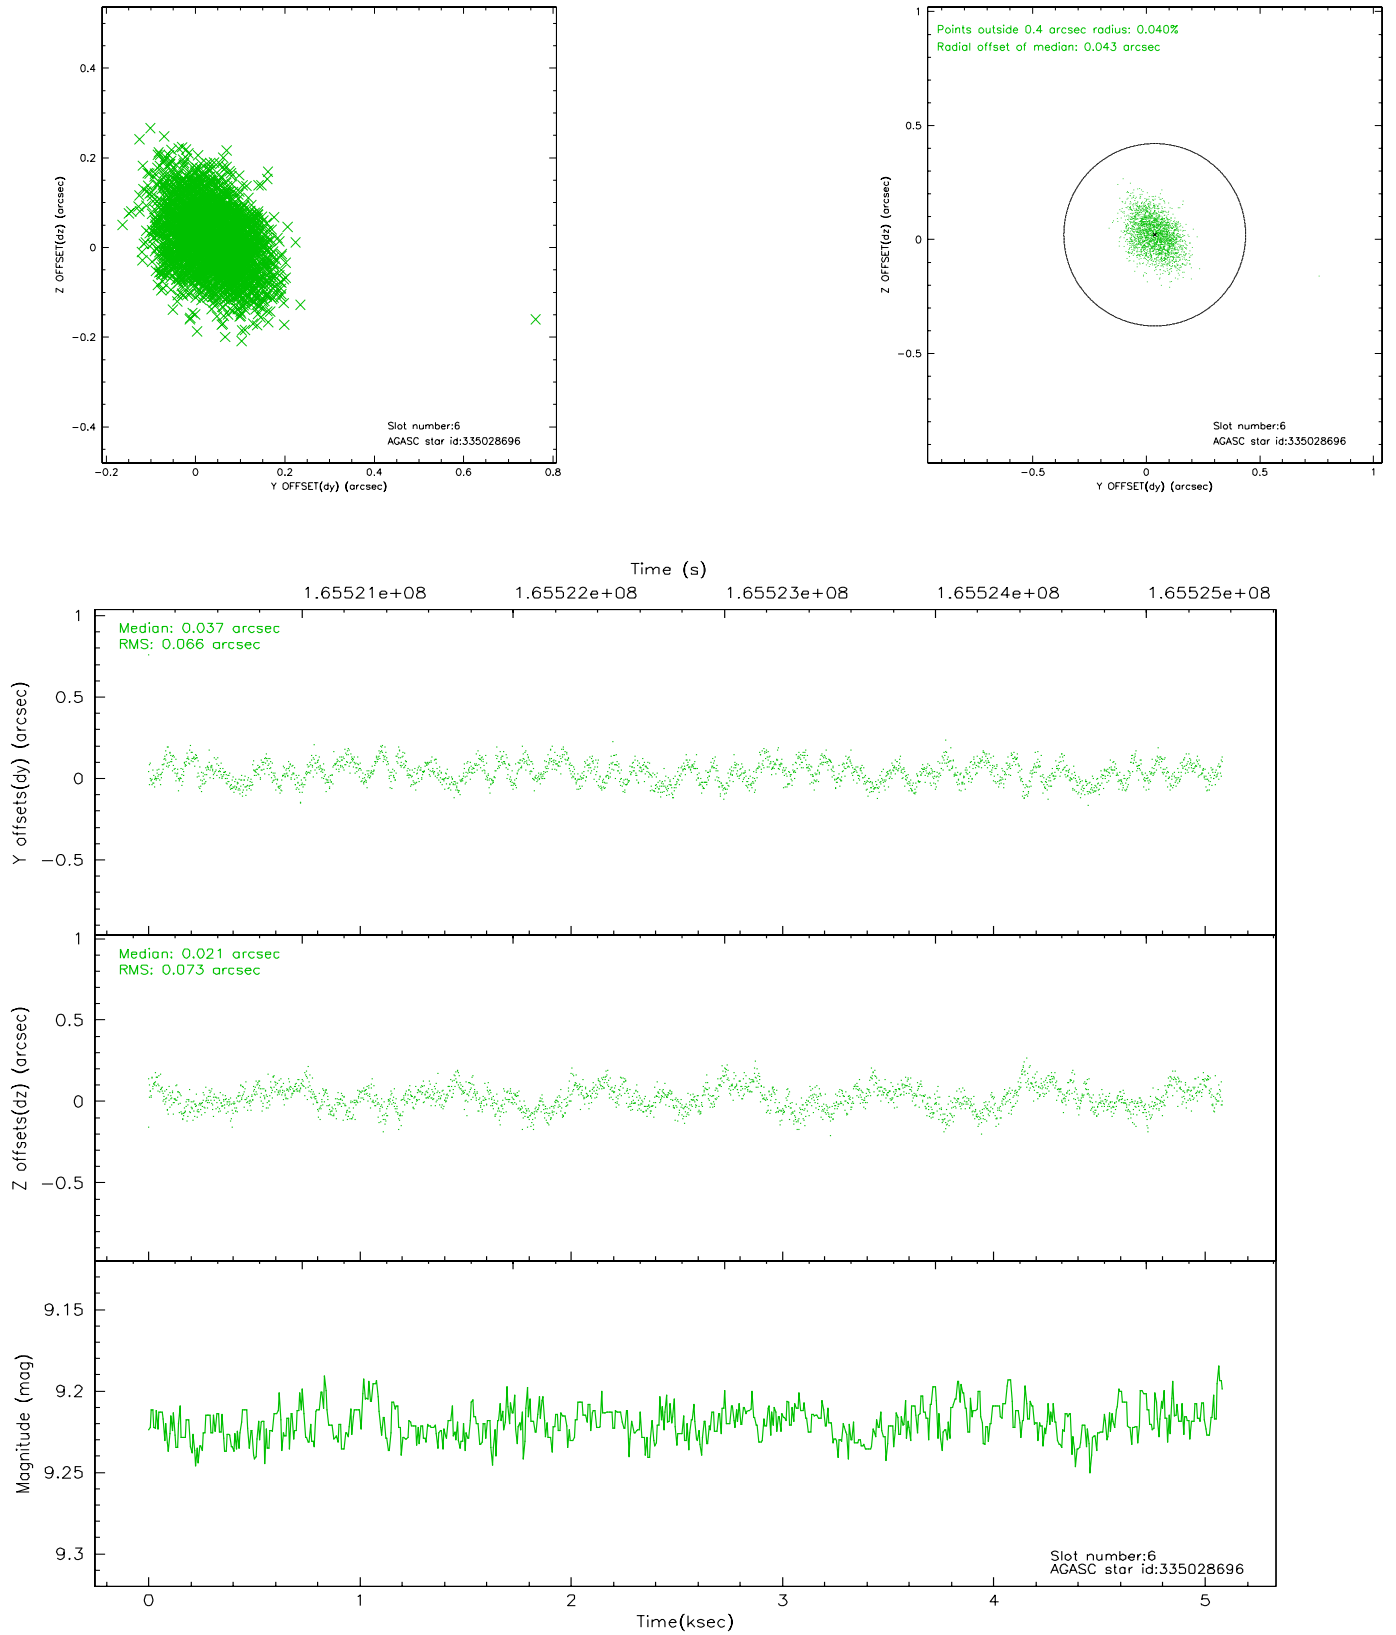 0.4
0.2
0
−0.2
−0.4
Z OFFSET(dz) (arcsec)
Slot number:6
AGASC star id:335028696
−0.2 0 0.2 0.4 0.6 0.8
Y OFFSET(dy) (arcsec)
Points outside 0.4 arcsec radius: 0.040%
Radial offset of median: 0.043 arcsec
1
0.5
0
−0.5
Z OFFSET(dz) (arcsec)
Slot number:6
AGASC star id:335028696
−0.5 0 0.5 1
Y OFFSET(dy) (arcsec)
Time (s)
1.65521e+08 1.65522e+08 1.65523e+08 1.65524e+08 1.65525e+08
Median: 0.037 arcsec
RMS: 0.066 arcsec
1
0.5
0
−0.5
Y offsets(dy) (arcsec)
Median: 0.021 arcsec
RMS: 0.073 arcsec
1
0.5
0
−0.5
Z offsets(dz) (arcsec)
9.15
9.2
9.25
9.3
Magnitude (mag)
Slot number:6
AGASC star id:335028696
0 1 2 3 4 5
Time(ksec)